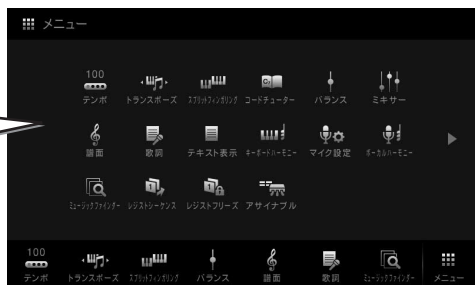 メニュー
100
テンポ トランスポーズ スプリット/フィンガリング コードチューター バランス ミキサー
譜面 歌詞 テキスト表示 キーボードハーモニー マイク設定 ボーカルハーモニー
ミュージックファインダー レジストシーケンス レジストフリーズ アサイナブル
100
テンポ トランスポーズ スプリット/フィンガリング バランス 譜面 歌詞 ミュージックファインダー メニュー